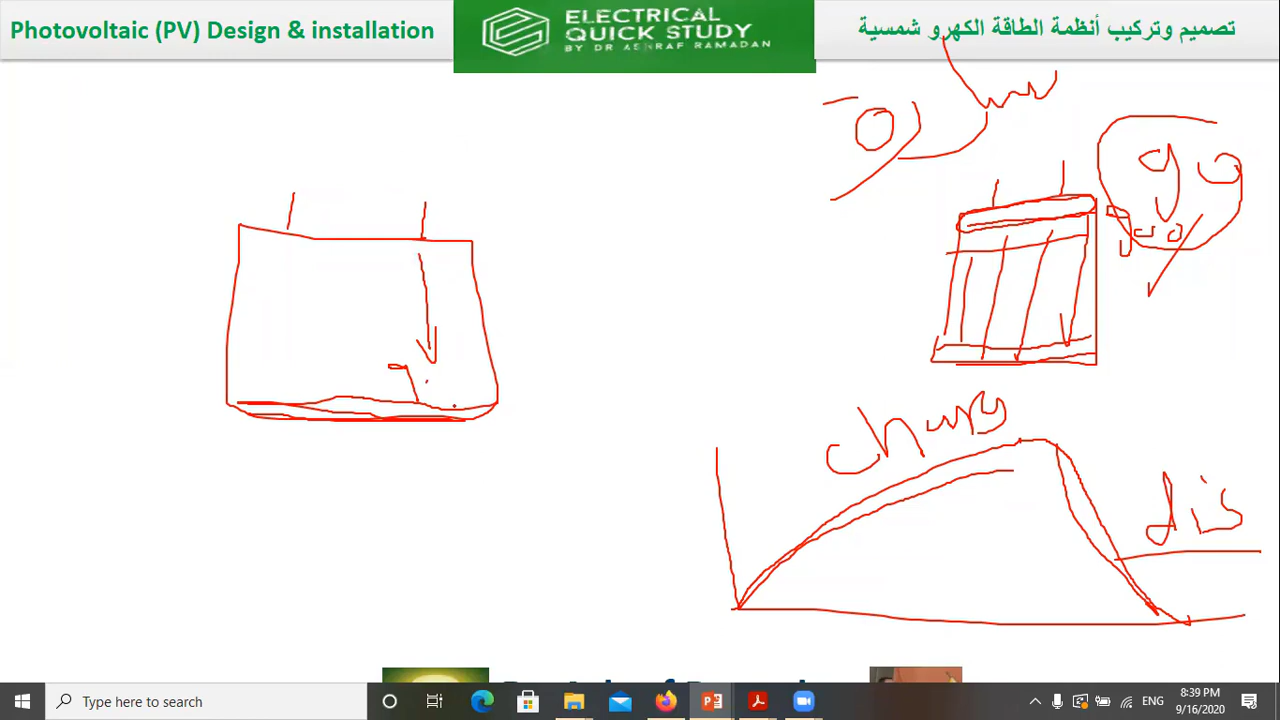 Photovoltaic (PV) Design & installation
ELECTRICAL
QUICK STUDY
BY DR ASHRAF RAMADAN
تصميم وتركيب أنظمة الطاقة الكهرو شمسية
dis
Type here to search
ENG
8:39 PM
9/16/2020